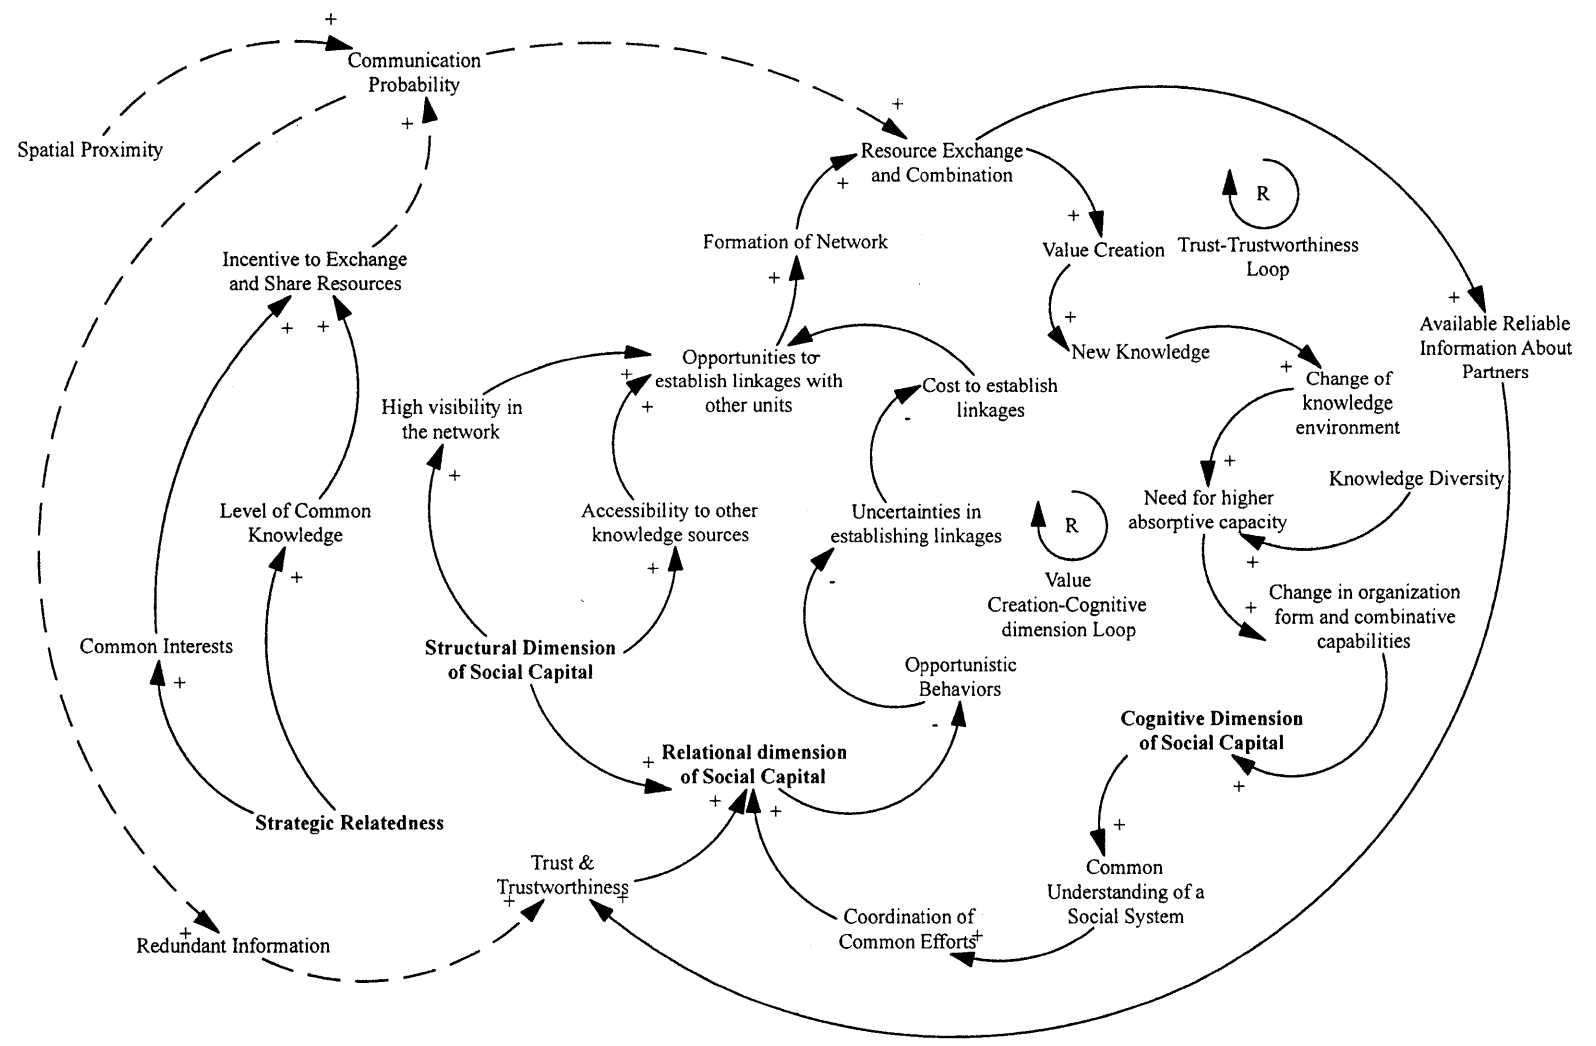 +
Communication
Probability
+
+
Spatial Proximity
Resource Exchange
and Combination
+
R
+
Formation of Network
Value Creation
Trust-Trustworthiness
Loop
Incentive to Exchange
and Share Resources
+
+
+
+
+
Available Reliable
Information About
Partners
New Knowledge
Opportunities to
establish linkages with
other units
-
+
+
+
Change of
knowledge
environment
Cost to establish
linkages
-
High visibility in
the network
+
+
Knowledge Diversity
Need for higher
absorptive capacity
Level of Common
Knowledge
Accessibility to other
knowledge sources
Uncertainties in
establishing linkages
R
+
+
-
+
Value
Creation-Cognitive
dimension Loop
+
Change in organization
form and combinative
capabilities
Common Interests
+
Structural Dimension
of Social Capital
Opportunistic
Behaviors
-
Cognitive Dimension
of Social Capital
+
+
Relational dimension
of Social Capital
+
+
Strategic Relatedness
+
Trust &
Trustworthiness
+
+
Common
Understanding of a
Social System
Coordination of
Common Efforts
+
+
Redundant Information